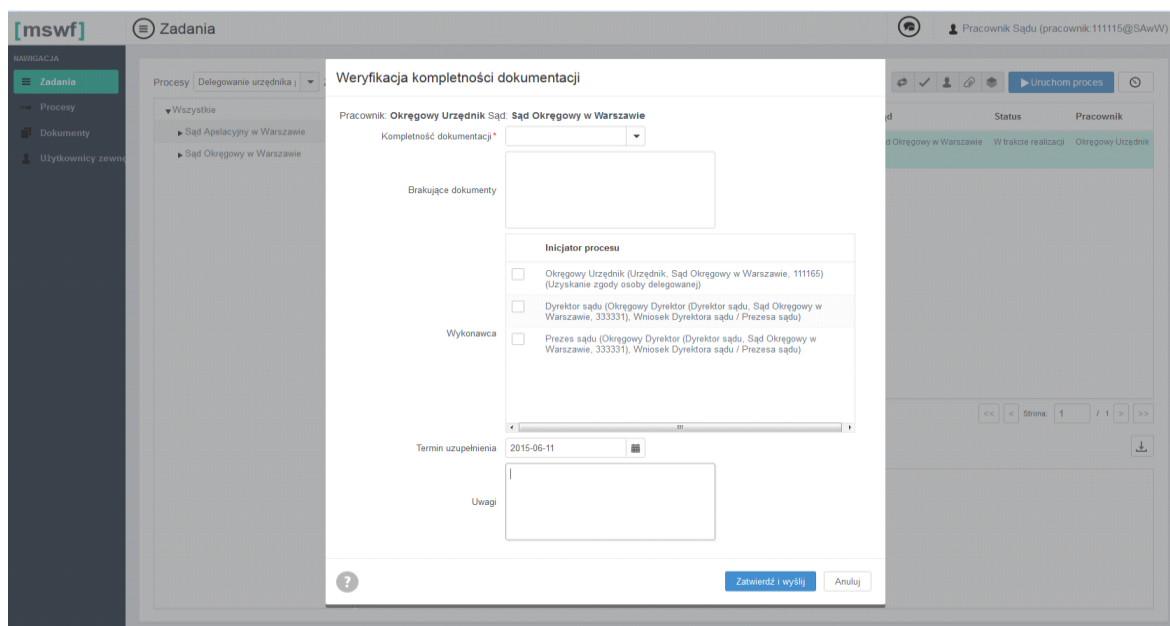 [mswf]
Zadania
Pracownik Sądu (pracownik:111115@SAwW)
NAWIGACJA
Zadania
Procesy
Dokumenty
Użytkownicy zewnę
Procesy Delegowanie urzędnika
Uruchom proces
Wszystkie
Sąd Apelacyjny w Warszawie
Sąd Okręgowy w Warszawie
Status Pracownik
Okręgowy w Warszawie W trakcie realizacji Okręgowy Urzędnik
<< < Strona: 1 / 1 > >>
Weryfikacja kompletności dokumentacji
Pracownik: Okręgowy Urzędnik Sąd: Sąd Okręgowy w Warszawie
Kompletność dokumentacji*
Brakujące dokumenty
Wykonawca
Inicjator procesu
Okręgowy Urzędnik (Urzędnik, Sąd Okręgowy w Warszawie, 111165)
(Uzyskanie zgody osoby delegowanej)
Dyrektor sądu (Okręgowy Dyrektor (Dyrektor sądu, Sąd Okręgowy w
Warszawie, 333331), Wniosek Dyrektora sądu / Prezesa sądu)
Prezes sądu (Okręgowy Dyrektor (Dyrektor sądu, Sąd Okręgowy w
Warszawie, 333331), Wniosek Dyrektora sądu / Prezesa sądu)
Termin uzupełnienia 2015-06-11
Uwagi
?
Zatwierdź i wyślij Anuluj